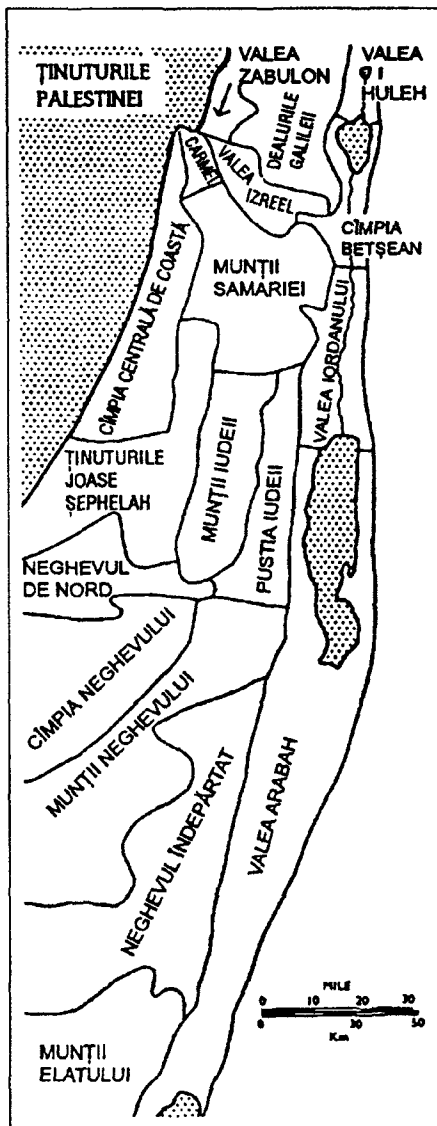 ȚINUTURILE
PALESTINEI
VALEA
ZABULON
VALEA
HULEH
DEALURILE
GALILEII
CARMEL
VALEA
IZREEL
CÎMPIA
BETȘEAN
MUNȚII
SAMARIEI
CÎMPIA CENTRALĂ DE COASTĂ
VALEA IORDANULUI
ȚINUTURILE
JOASE
ȘEPHELAH
MUNȚII IUDEII
PUSTIA IUDEII
NEGHEVUL
DE NORD
CÎMPIA NEGHEVULUI
MUNȚII NEGHEVULUI
NEGHEVUL ÎNDEPĂRTAT
VALEA ARABAH
MUNȚII
ELATULUI
MILE
0 10 20 30
0 30 50
Km